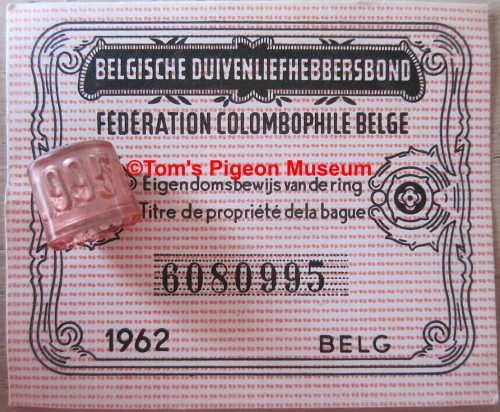 BELGISCHE DUIVENLIEFHEBBERSBOND
FÉDÉRATION COLOMBOPHILE BELGE
©Tom's Pigeon Museum
Eigendomsbewijs van de ring
Titre de propriété de la bague
995
6080995
1962 BELG